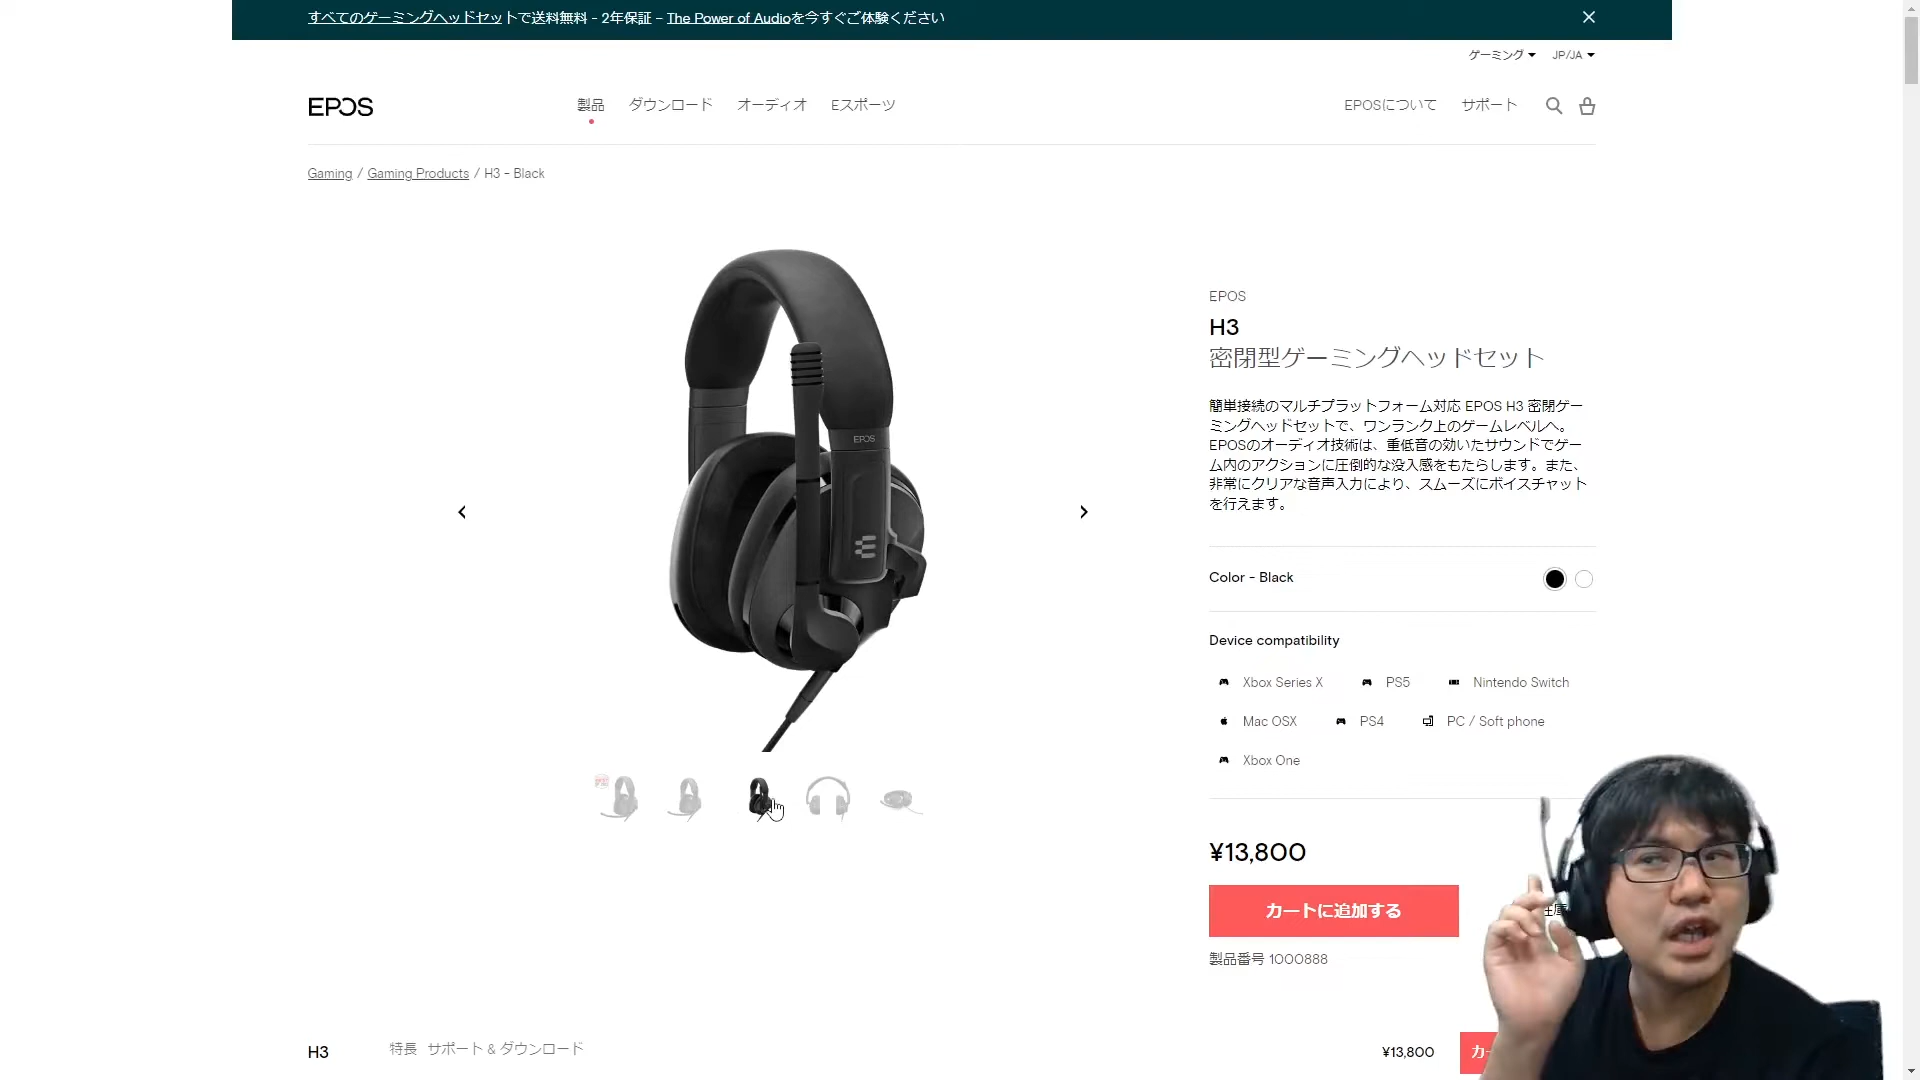 すべてのゲーミングヘッドセットで送料無料 - 2年保証 – The Power of Audioを今すぐご体験ください
ゲーミング JP/JA
EPOS 製品 ダウンロード オーディオ Eスポーツ EPOSについて サポート
Gaming / Gaming Products / H3 - Black
EPOS
H3
密閉型ゲーミングヘッドセット
簡単接続のマルチプラットフォーム対応 EPOS H3 密閉ゲー
ミングヘッドセットで、ワンランク上のゲームレベルへ。
EPOSのオーディオ技術は、重低音の効いたサウンドでゲー
ム内のアクションに圧倒的な没入感をもたらします。また、
非常にクリアな音声入力により、スムーズにボイスチャット
を行えます。
EPOS
Color - Black
Device compatibility
Xbox Series X PS5 Nintendo Switch
Mac OSX PS4 PC / Soft phone
Xbox One
¥13,800
カートに追加する
在庫
製品番号 1000888
H3 特長 サポート & ダウンロード ¥13,800 カー